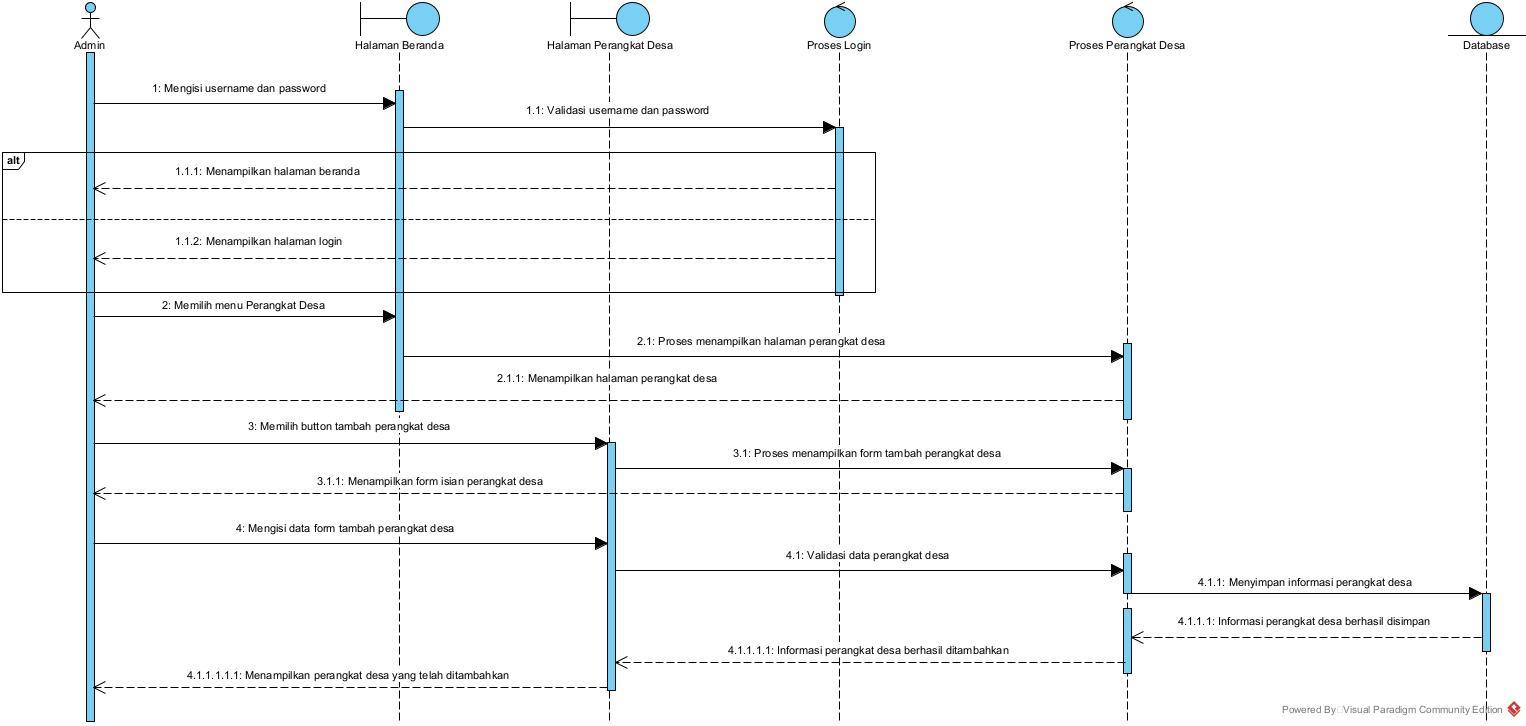 Admin
Halaman Beranda
Halaman Perangkat Desa
Proses Login
Proses Perangkat Desa
Database
1: Mengisi username dan password
1.1: Validasi username dan password
alt
1.1.1: Menampilkan halaman beranda
1.1.2: Menampilkan halaman login
2: Memilih menu Perangkat Desa
2.1: Proses menampilkan halaman perangkat desa
2.1.1: Menampilkan halaman perangkat desa
3: Memilih button tambah perangkat desa
3.1: Proses menampilkan form tambah perangkat desa
3.1.1: Menampilkan form isian perangkat desa
4: Mengisi data form tambah perangkat desa
4.1: Validasi data perangkat desa
4.1.1: Menyimpan informasi perangkat desa
4.1.1.1: Informasi perangkat desa berhasil disimpan
4.1.1.1.1: Informasi perangkat desa berhasil ditambahkan
4.1.1.1.1.1: Menampilkan perangkat desa yang telah ditambahkan
Powered By Visual Paradigm Community Edition